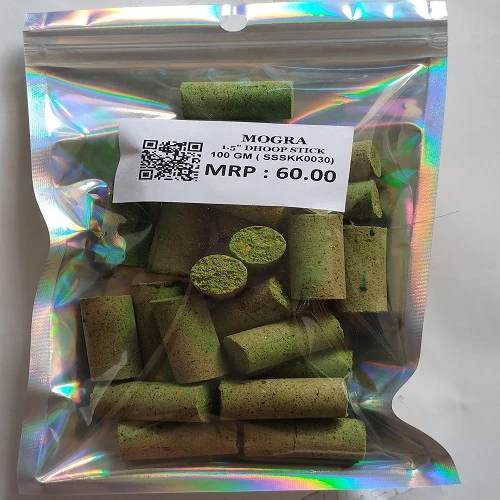 MOGRA
1.5" DHOOP STICK
100 GM ( SSSKK0030)
MRP : 60.00